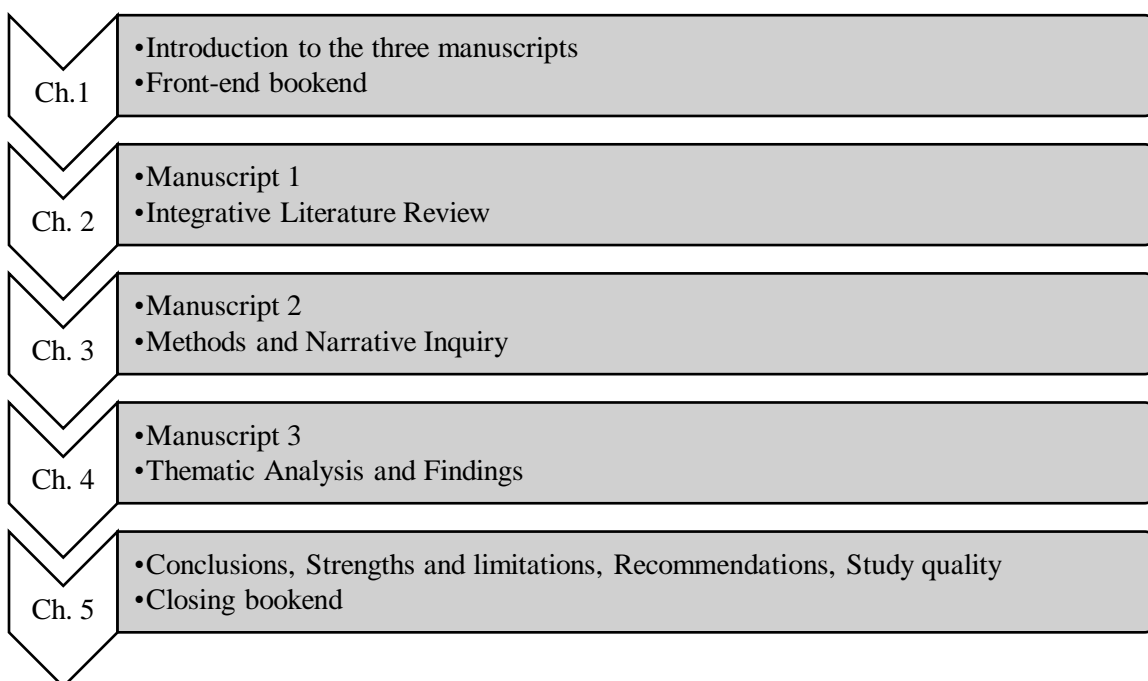 Ch.1
•Introduction to the three manuscripts
•Front-end bookend
Ch. 2
•Manuscript 1
•Integrative Literature Review
Ch. 3
•Manuscript 2
•Methods and Narrative Inquiry
Ch. 4
•Manuscript 3
•Thematic Analysis and Findings
Ch. 5
•Conclusions, Strengths and limitations, Recommendations, Study quality
•Closing bookend